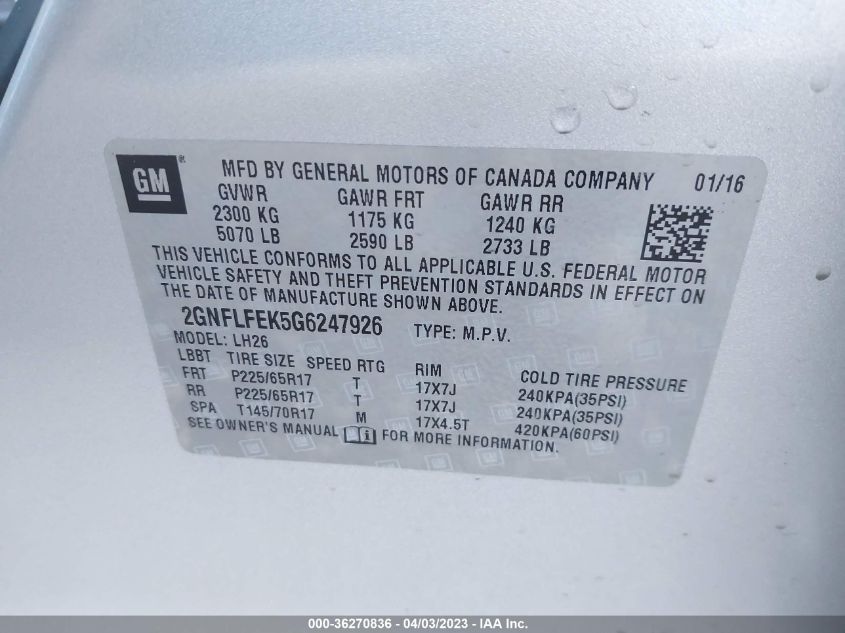 GM ® MFD BY GENERAL MOTORS OF CANADA COMPANY 01/16
GVWR GAWR FRT GAWR RR
2300 KG 1175 KG 1240 KG
5070 LB 2590 LB 2733 LB
THIS VEHICLE CONFORMS TO ALL APPLICABLE U.S. FEDERAL MOTOR
VEHICLE SAFETY AND THEFT PREVENTION STANDARDS IN EFFECT ON
THE DATE OF MANUFACTURE SHOWN ABOVE.
2GNFLFEK5G6247926 TYPE: M.P.V.
MODEL: LH26
LBBT TIRE SIZE SPEED RTG RIM COLD TIRE PRESSURE
FRT P225/65R17 T 17X7J 240KPA(35PSI)
RR P225/65R17 T 17X7J 240KPA(35PSI)
SPA T145/70R17 M 17X4.5T 420KPA(60PSI)
SEE OWNER'S MANUAL i FOR MORE INFORMATION.
000-36270836 - 04/03/2023 - IAA Inc.